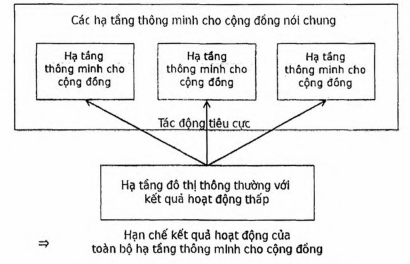 Các hạ tầng thông minh cho cộng đồng nói chung
Hạ tầng
thông minh cho
cộng đồng
Hạ tầng
thông minh cho
cộng đồng
Hạ tầng
thông minh cho
cộng đồng
Tác động tiêu cực
Hạ tầng đô thị thông thường với
kết quả hoạt động thấp
⇒ Hạn chế kết quả hoạt động của
toàn bộ hạ tầng thông minh cho cộng đồng